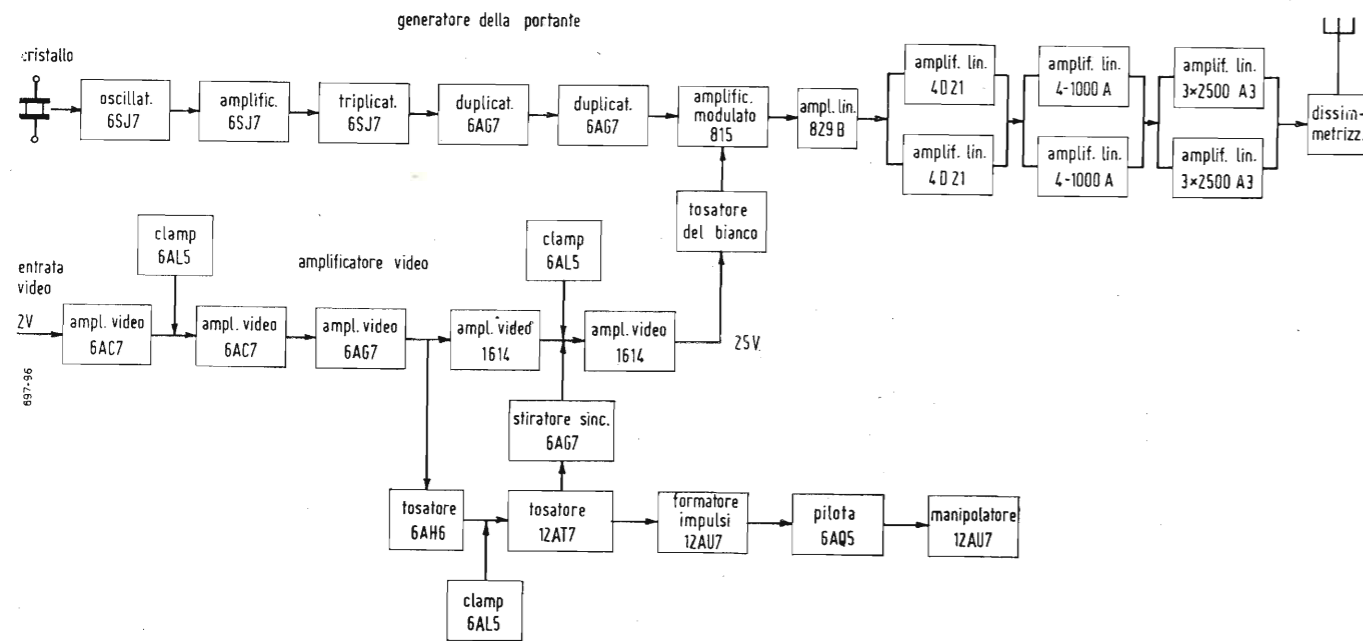 generatore della portante
cristallo
oscillat.
6SJ7
amplific.
6SJ7
triplicat.
6SJ7
duplicat.
6AG7
duplicat.
6AG7
amplific.
modulato
815
ampl. lin.
829 B
amplif. lin.
4D21
amplif. lin.
4D21
amplif. lin.
4-1000 A
amplif. lin.
4-1000 A
amplif. lin.
3×2500 A3
amplif. lin.
3×2500 A3
dissim-
metrizz.
tosatore
del bianco
clamp
6AL5
clamp
6AL5
amplificatore video
entrata
video
2V
ampl. video
6AC7
ampl. video
6AC7
ampl. video
6AG7
ampl. video
1614
ampl. video
1614
25V
697-96
stiratore sinc.
6AG7
tosatore
6AH6
tosatore
12AT7
formatore
impulsi
12AU7
pilota
6AQ5
manipolatore
12AU7
clamp
6AL5